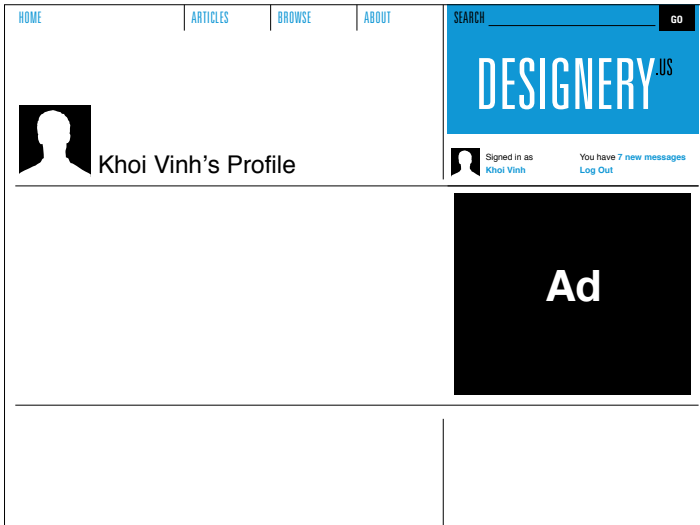 HOME
ARTICLES
BROWSE
ABOUT
SEARCH
GO
DESIGNERY.US
Khoi Vinh's Profile
Signed in as
Khoi Vinh
You have 7 new messages
Log Out
Ad